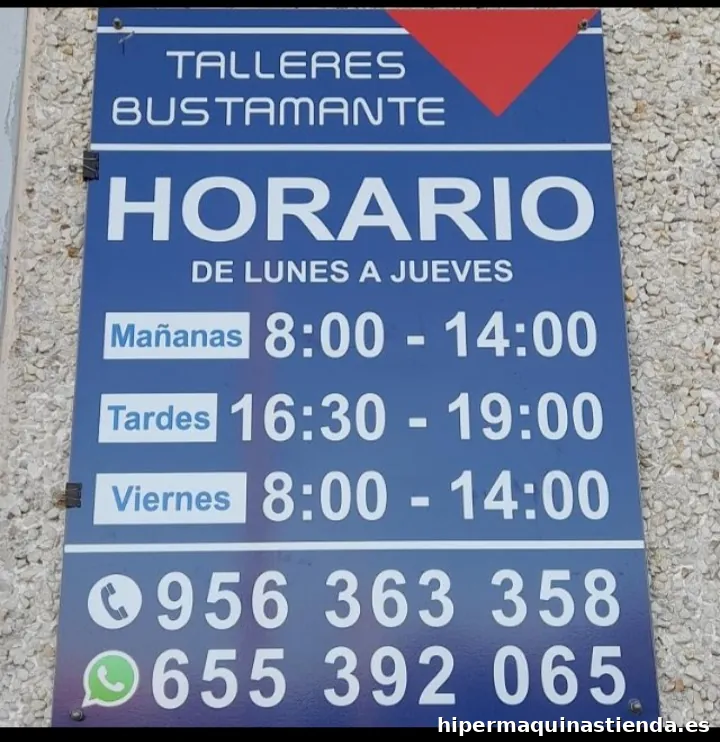 TALLERES
BUSTAMANTE
HORARIO
DE LUNES A JUEVES
Mañanas 8:00 - 14:00
Tardes 16:30 - 19:00
Viernes 8:00 - 14:00
956 363 358
655 392 065
hipermaquinastienda.es